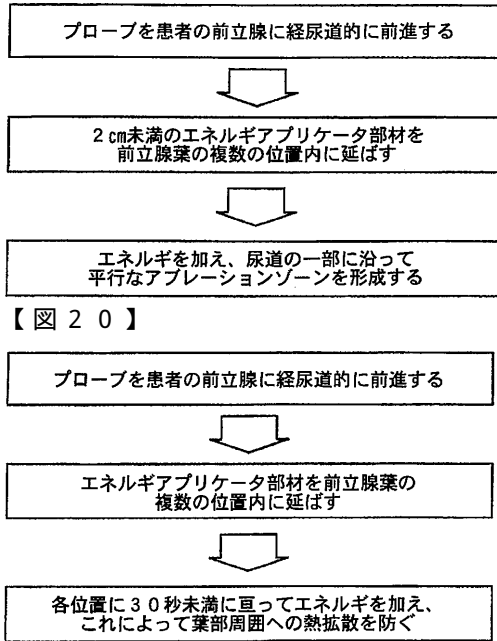 プローブを患者の前立腺に経尿道的に前進する
2㎝未満のエネルギアプリケータ部材を
前立腺葉の複数の位置内に延ばす
エネルギを加え、尿道の一部に沿って
平行なアブレーションゾーンを形成する
【図２０】
プローブを患者の前立腺に経尿道的に前進する
エネルギアプリケータ部材を前立腺葉の
複数の位置内に延ばす
各位置に３０秒未満に亘ってエネルギを加え、
これによって葉部周囲への熱拡散を防ぐ